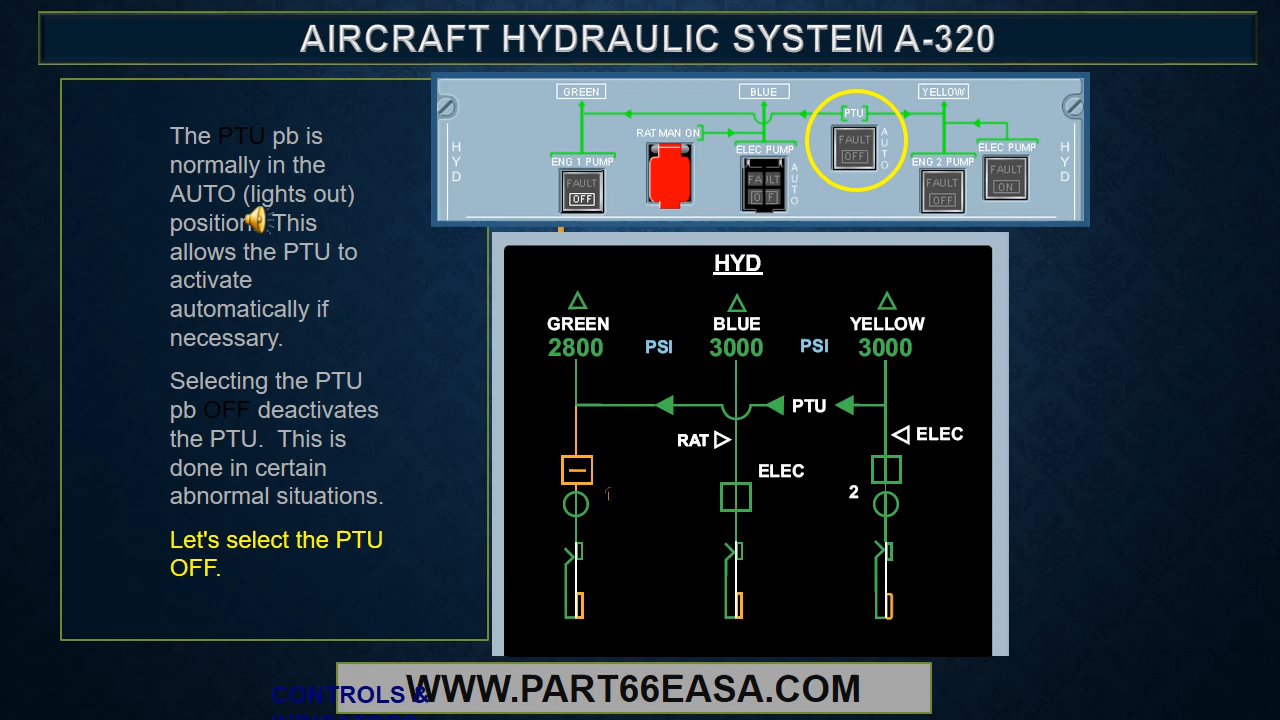 AIRCRAFT HYDRAULIC SYSTEM A-320
The PTU pb is
normally in the
AUTO (lights out)
position. This
allows the PTU to
activate
automatically if
necessary.
Selecting the PTU
pb OFF deactivates
the PTU. This is
done in certain
abnormal situations.
Let's select the PTU
OFF.
GREEN BLUE YELLOW
PTU
RAT MAN ON
ELEC PUMP ELEC PUMP
ENG 1 PUMP ENG 2 PUMP
HYD
FAULT
OFF
FAULT
OFF
AUTO
FAULT
OFF
AUTO
FAULT
OFF
FAULT
ON
HYD
HYD
GREEN BLUE YELLOW
2800 PSI 3000 PSI 3000
PTU
RAT ELEC
ELEC
1 2
WWW.PART66EASA.COM
CONTROLS &